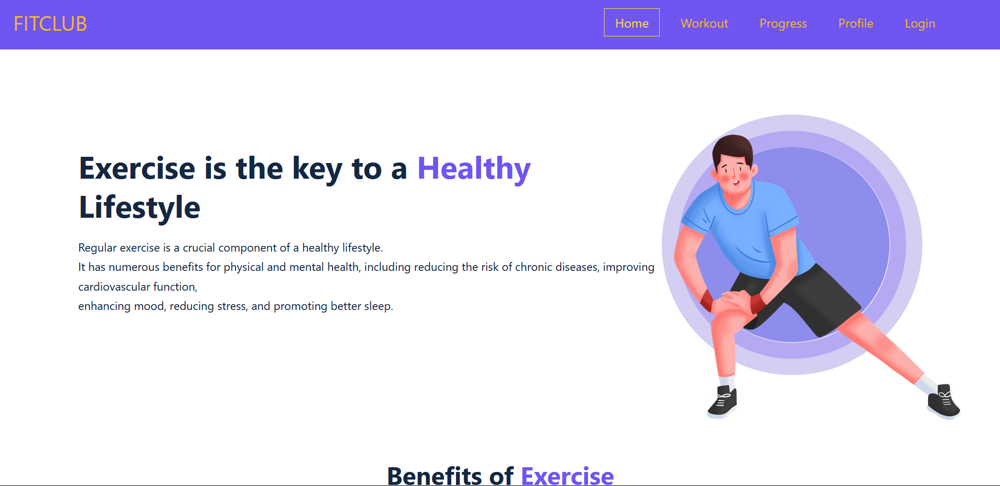 FITCLUB
Home Workout Progress Profile Login
Exercise is the key to a Healthy
Lifestyle
Regular exercise is a crucial component of a healthy lifestyle.
It has numerous benefits for physical and mental health, including reducing the risk of chronic diseases, improving
cardiovascular function,
enhancing mood, reducing stress, and promoting better sleep.
Benefits of Exercise